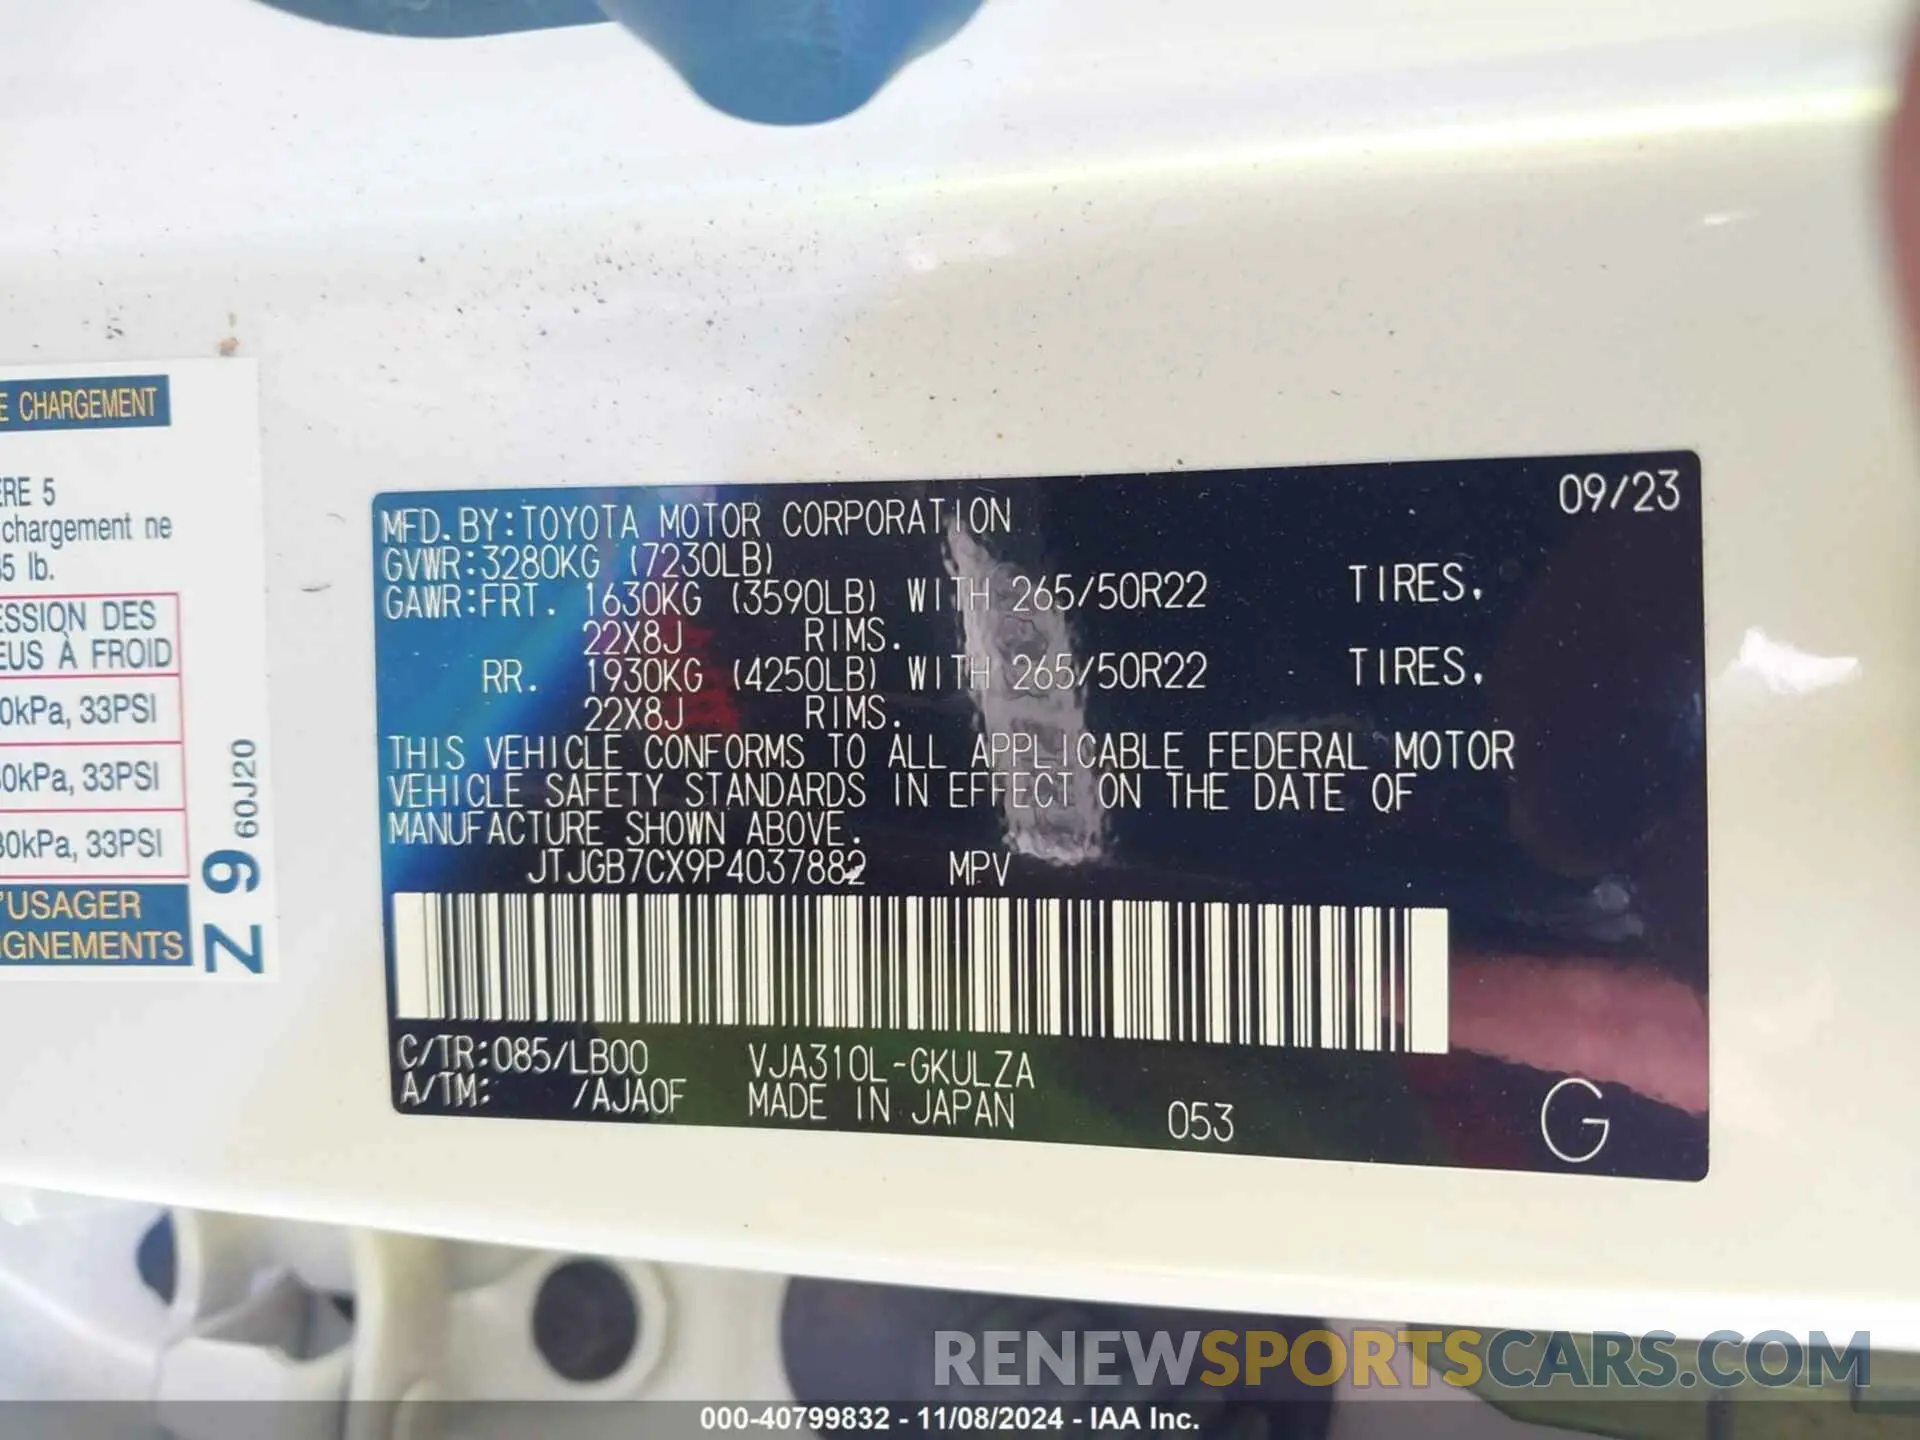 E CHARGEMENT
ÈRE 5
chargement ne
5 lb.
ESSION DES
EUS À FROID
0kPa, 33PSI
0kPa, 33PSI
30kPa, 33PSI
'USAGER
IGNEMENTS
Z 9 60J20
09/23
MFD.BY:TOYOTA MOTOR CORPORATION
GVWR:3280KG (7230LB)
GAWR:FRT. 1630KG (3590LB) WITH 265/50R22 TIRES.
22X8J RIMS.
RR. 1930KG (4250LB) WITH 265/50R22 TIRES.
22X8J RIMS.
THIS VEHICLE CONFORMS TO ALL APPLICABLE FEDERAL MOTOR
VEHICLE SAFETY STANDARDS IN EFFECT ON THE DATE OF
MANUFACTURE SHOWN ABOVE.
JTJGB7CX9P4037882 MPV
C/TR:085/LB00 VJA310L-GKULZA
A/TM: /AJA0F MADE IN JAPAN 053 G
RENEWSPORTSCARS.COM
000-40799832 - 11/08/2024 - IAA Inc.